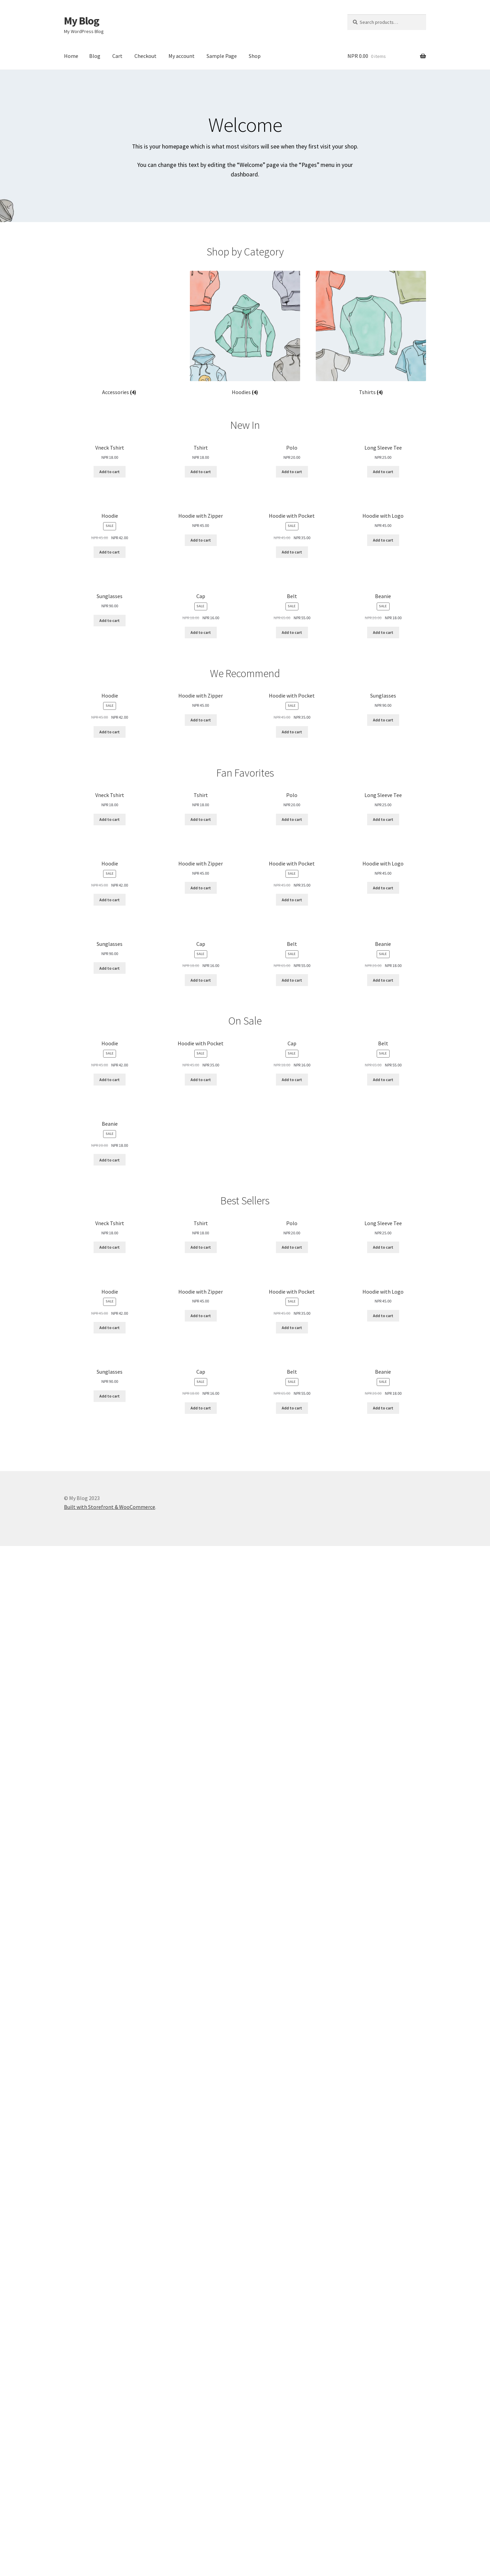 My Blog
My WordPress Blog
Search products…
Home Blog Cart Checkout My account Sample Page Shop NPR 0.00 0 items
Welcome
This is your homepage which is what most visitors will see when they first visit your shop.
You can change this text by editing the “Welcome” page via the “Pages” menu in your
dashboard.
Shop by Category
Accessories (4) Hoodies (4) Tshirts (4)
New In
Vneck Tshirt Tshirt Polo Long Sleeve Tee
NPR 18.00 NPR 18.00 NPR 20.00 NPR 25.00
Add to cart Add to cart Add to cart Add to cart
Hoodie Hoodie with Zipper Hoodie with Pocket Hoodie with Logo
SALE NPR 45.00 SALE NPR 45.00
NPR 45.00 NPR 42.00 Add to cart NPR 45.00 NPR 35.00 Add to cart
Add to cart Add to cart
Sunglasses Cap Belt Beanie
NPR 90.00 SALE SALE SALE
Add to cart NPR 18.00 NPR 16.00 NPR 65.00 NPR 55.00 NPR 20.00 NPR 18.00
Add to cart Add to cart Add to cart
We Recommend
Hoodie Hoodie with Zipper Hoodie with Pocket Sunglasses
SALE NPR 45.00 SALE NPR 90.00
NPR 45.00 NPR 42.00 Add to cart NPR 45.00 NPR 35.00 Add to cart
Add to cart Add to cart
Fan Favorites
Vneck Tshirt Tshirt Polo Long Sleeve Tee
NPR 18.00 NPR 18.00 NPR 20.00 NPR 25.00
Add to cart Add to cart Add to cart Add to cart
Hoodie Hoodie with Zipper Hoodie with Pocket Hoodie with Logo
SALE NPR 45.00 SALE NPR 45.00
NPR 45.00 NPR 42.00 Add to cart NPR 45.00 NPR 35.00 Add to cart
Add to cart Add to cart
Sunglasses Cap Belt Beanie
NPR 90.00 SALE SALE SALE
Add to cart NPR 18.00 NPR 16.00 NPR 65.00 NPR 55.00 NPR 20.00 NPR 18.00
Add to cart Add to cart Add to cart
On Sale
Hoodie Hoodie with Pocket Cap Belt
SALE SALE SALE SALE
NPR 45.00 NPR 42.00 NPR 45.00 NPR 35.00 NPR 18.00 NPR 16.00 NPR 65.00 NPR 55.00
Add to cart Add to cart Add to cart Add to cart
Beanie
SALE
NPR 20.00 NPR 18.00
Add to cart
Best Sellers
Vneck Tshirt Tshirt Polo Long Sleeve Tee
NPR 18.00 NPR 18.00 NPR 20.00 NPR 25.00
Add to cart Add to cart Add to cart Add to cart
Hoodie Hoodie with Zipper Hoodie with Pocket Hoodie with Logo
SALE NPR 45.00 SALE NPR 45.00
NPR 45.00 NPR 42.00 Add to cart NPR 45.00 NPR 35.00 Add to cart
Add to cart Add to cart
Sunglasses Cap Belt Beanie
NPR 90.00 SALE SALE SALE
Add to cart NPR 18.00 NPR 16.00 NPR 65.00 NPR 55.00 NPR 20.00 NPR 18.00
Add to cart Add to cart Add to cart
© My Blog 2023
Built with Storefront & WooCommerce.